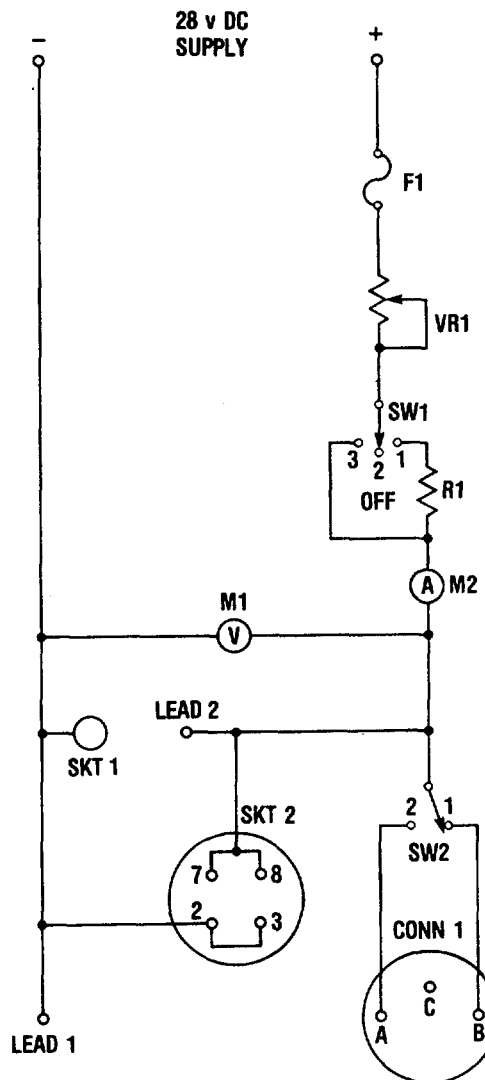 28 v DC
SUPPLY
− +
F1
VR1
SW1
3 2 1
OFF
R1
A M2
M1
V
LEAD 2
SKT 1
SKT 2
7 8
2 3
2 1
SW2
CONN 1
C
A B
LEAD 1